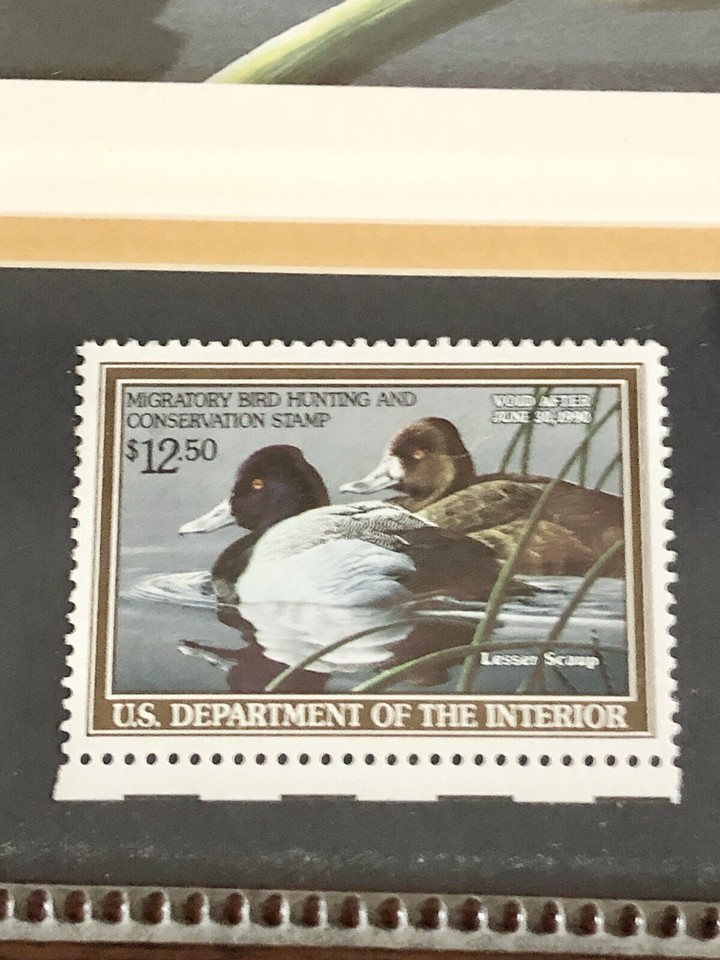 MIGRATORY BIRD HUNTING AND
CONSERVATION STAMP
$12.50
VOID AFTER
JUNE 30, 1990
Lesser Scaup
U.S. DEPARTMENT OF THE INTERIOR